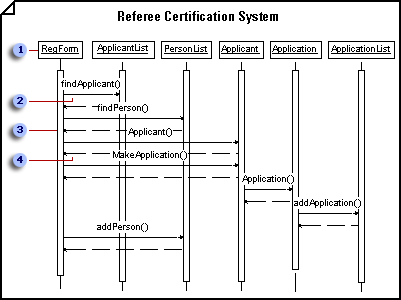 Referee Certification System
1
RegForm
ApplicantList
PersonList
Applicant
Application
ApplicationList
findApplicant()
2
findPerson()
3
Applicant()
4
MakeApplication()
Application()
addApplication()
addPerson()